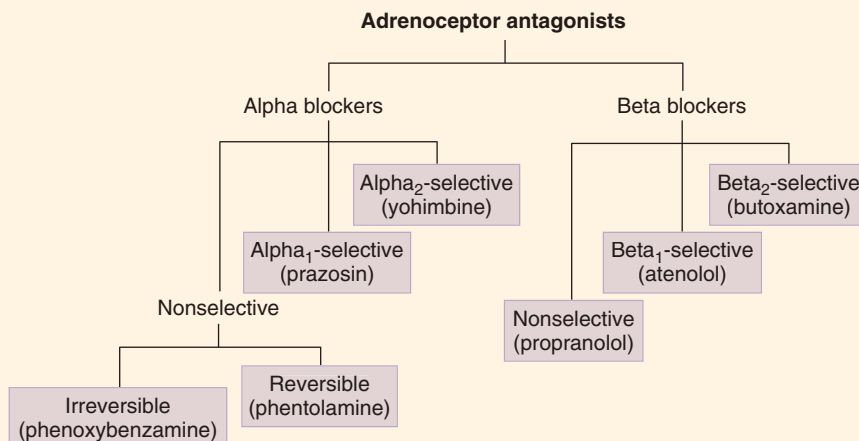 Adrenoceptor antagonists
Alpha blockers
Beta blockers
Alpha₂-selective
(yohimbine)
Beta₂-selective
(butoxamine)
Alpha₁-selective
(prazosin)
Beta₁-selective
(atenolol)
Nonselective
Nonselective
(propranolol)
Reversible
(phentolamine)
Irreversible
(phenoxybenzamine)